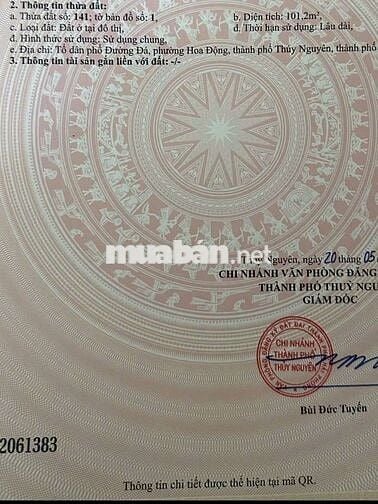 2. Thông tin thửa đất:
a. Thửa đất số: 141; tờ bản đồ số: 1,
b. Diện tích: 101,2m²,
c. Loại đất: Đất ở tại đô thị,
d. Thời hạn sử dụng: Lâu dài,
đ. Hình thức sử dụng: Sử dụng chung,
e. Địa chỉ: Tổ dân phố Đường Đá, phường Hoa Động, thành phố Thủy Nguyên, thành phố
3. Thông tin tài sản gắn liền với đất: -/-
muabán.net
Nguyên, ngày 20 tháng 05
CHI NHÁNH VĂN PHÒNG ĐĂNG
THÀNH PHỐ THUỶ NGU
GIÁM ĐỐC
CHI NHÁNH
THÀNH PHỐ
THỦY NGUYÊN
Bùi Đức Tuyến
2061383
Thông tin chi tiết được thể hiện tại mã QR.